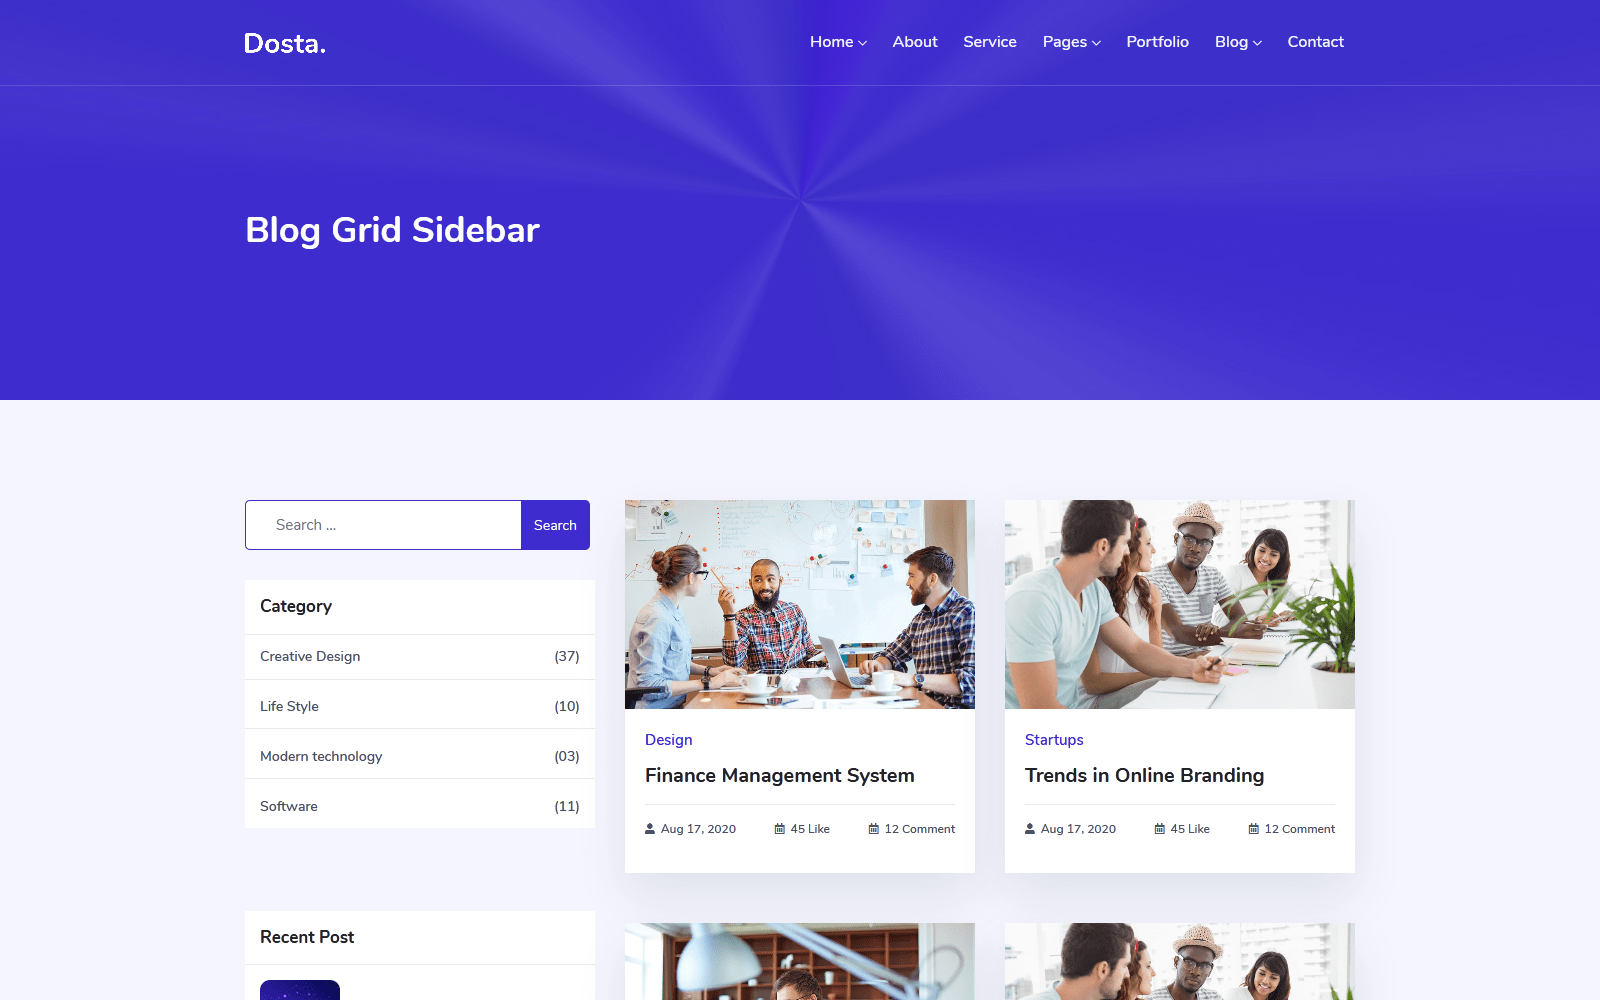 Dosta.
Home About Service Pages Portfolio Blog Contact
Blog Grid Sidebar
Search ... Search
Category
Creative Design (37)
Life Style (10)
Modern technology (03)
Software (11)
Recent Post
Design
Finance Management System
Aug 17, 2020 45 Like 12 Comment
Startups
Trends in Online Branding
Aug 17, 2020 45 Like 12 Comment